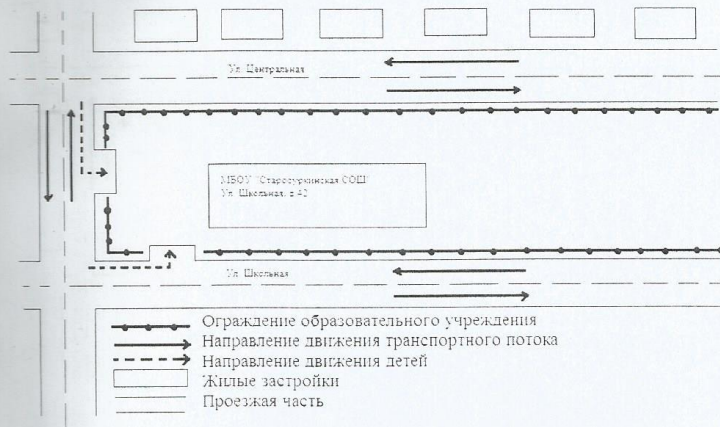 Ул. Центральная
МБОУ "Старосуркинская СОШ"
Ул. Школьная, д 42
Ул. Школьная
Ограждение образовательного учреждения
Направление движения транспортного потока
Направление движения детей
Жилые застройки
Проезжая часть